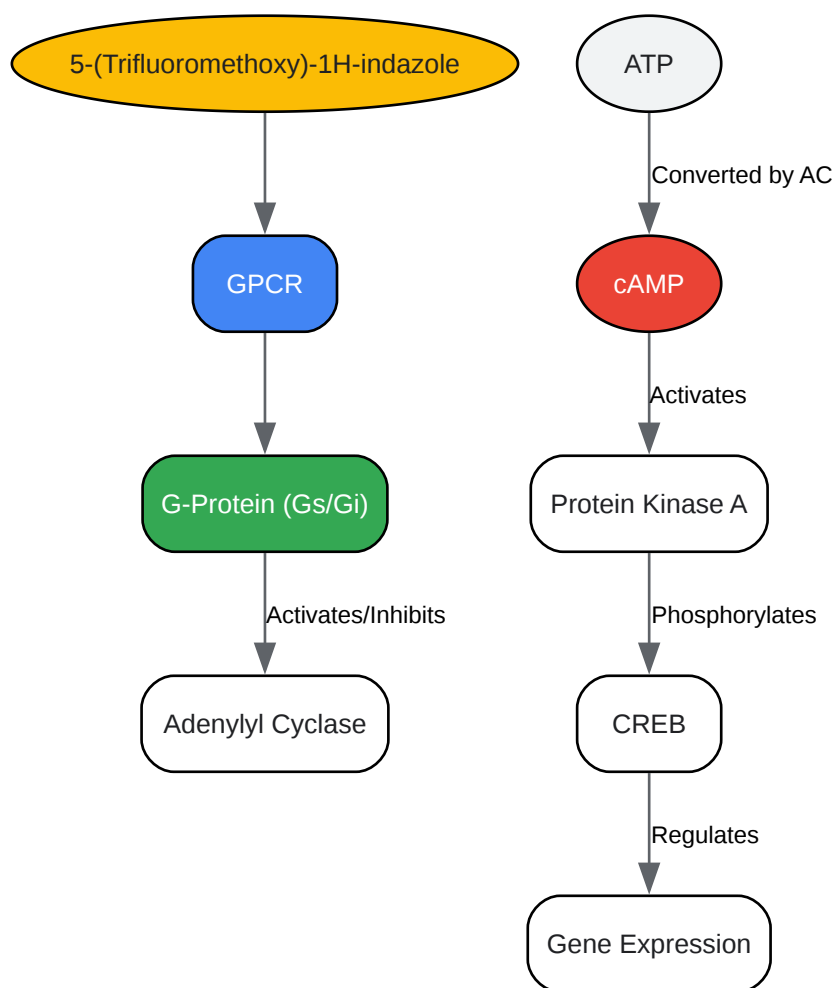 5-(Trifluoromethoxy)-1H-indazole
ATP
Converted by AC
GPCR
cAMP
Activates
G-Protein (Gs/Gi)
Protein Kinase A
Activates/Inhibits
Phosphorylates
Adenylyl Cyclase
CREB
Regulates
Gene Expression